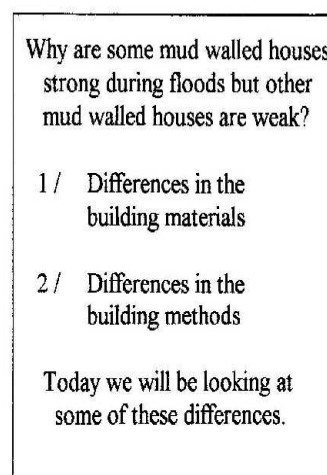 Why are some mud walled houses
strong during floods but other
mud walled houses are weak?
1 / Differences in the
building materials
2 / Differences in the
building methods
Today we will be looking at
some of these differences.